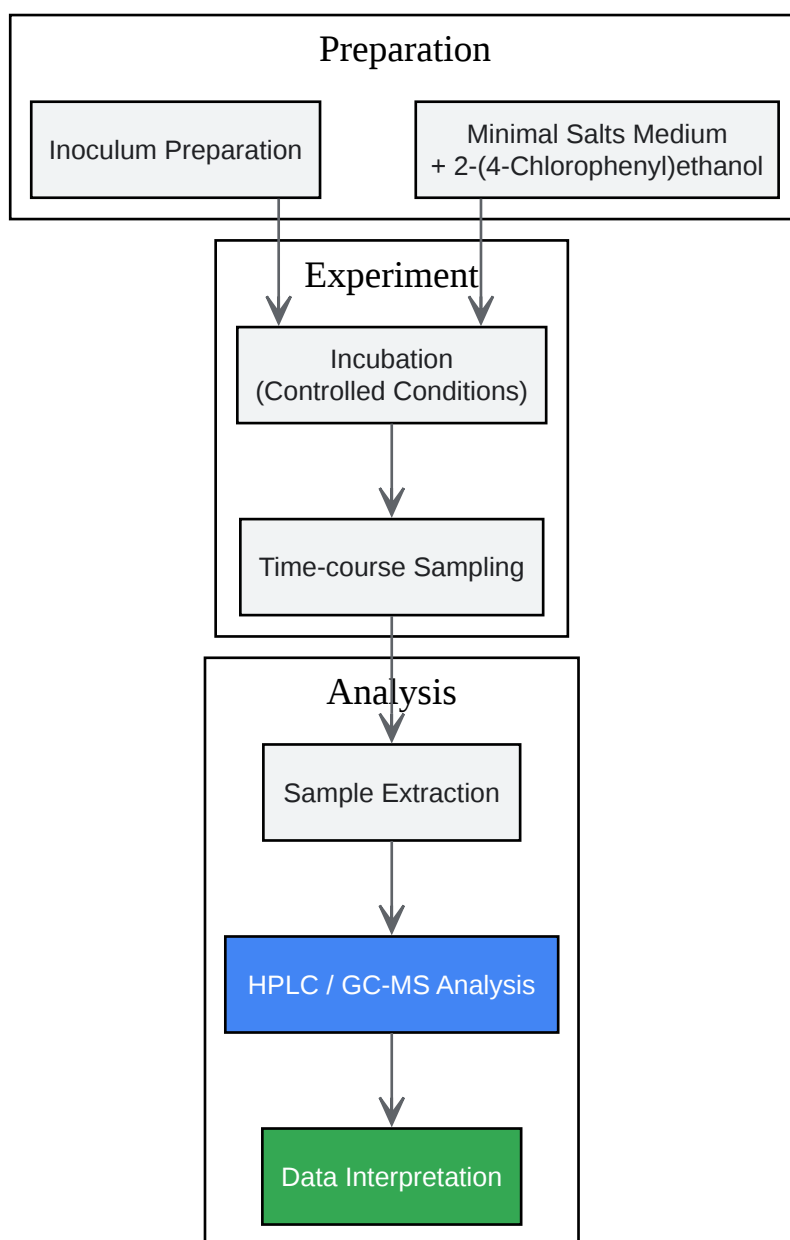 Preparation
Inoculum Preparation
Minimal Salts Medium
+ 2-(4-Chlorophenyl)ethanol
Experiment
Incubation
(Controlled Conditions)
Time-course Sampling
Analysis
Sample Extraction
HPLC / GC-MS Analysis
Data Interpretation